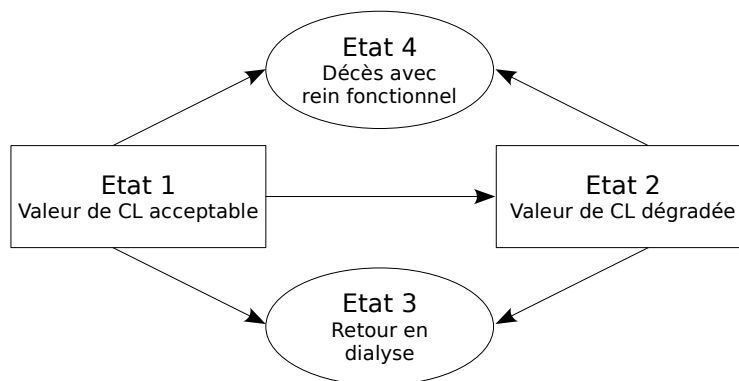 Etat 4
Décès avec
rein fonctionnel
Etat 1
Valeur de CL acceptable
Etat 2
Valeur de CL dégradée
Etat 3
Retour en
dialyse